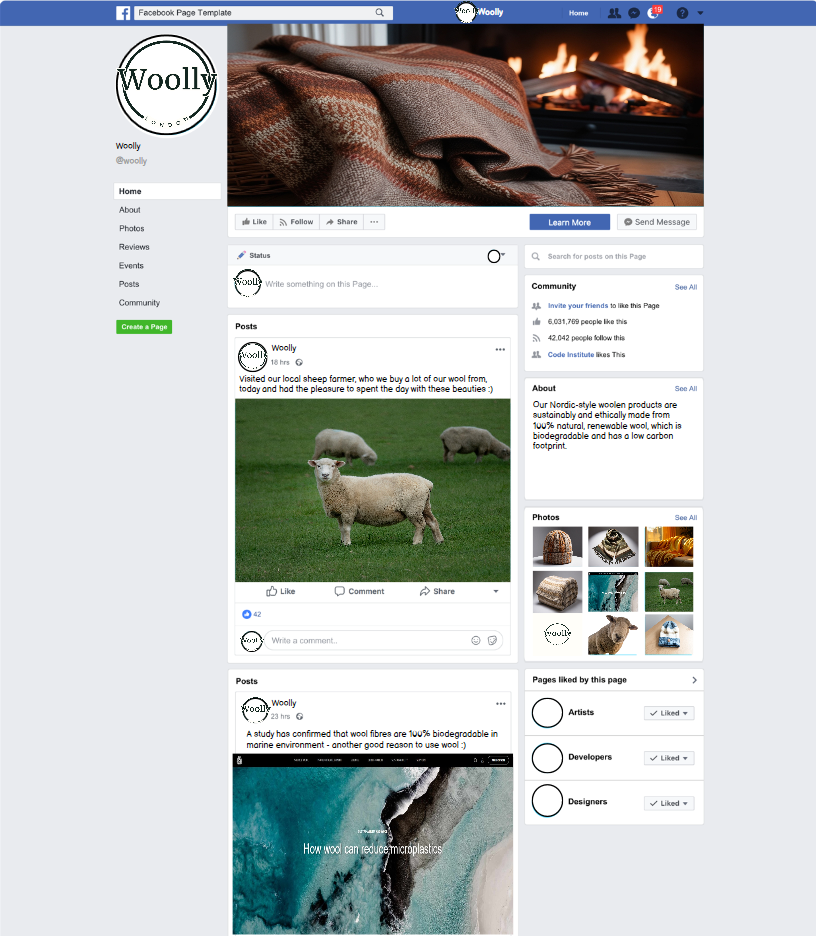 Facebook Page Template
Woolly
Home
19
Woolly
LONDON
Woolly
@woolly
Home
About
Photos
Reviews
Events
Posts
Community
Create a Page
Like
Follow
Share
Learn More
Send Message
Status
Woolly
Write something on this Page...
Posts
Woolly
Woolly
18 hrs
Visited our local sheep farmer, who we buy a lot of our wool from,
today and had the pleasure to spent the day with these beauties :)
Like
Comment
Share
42
Write a comment..
Posts
Woolly
Woolly
23 hrs
A study has confirmed that wool fibres are 100% biodegradable in
marine environment - another good reason to use wool :)
How wool can reduce microplastics
Search for posts on this Page
Community
See All
Invite your friends to like this Page
6,031,769 people like this
42,042 people follow this
Code Institute likes This
About
See All
Our Nordic-style woolen products are
sustainably and ethically made from
100% natural, renewable wool, which is
biodegradable and has a low carbon
footprint.
Photos
See All
Woolly
Pages liked by this page
Artists
Liked
Developers
Liked
Designers
Liked